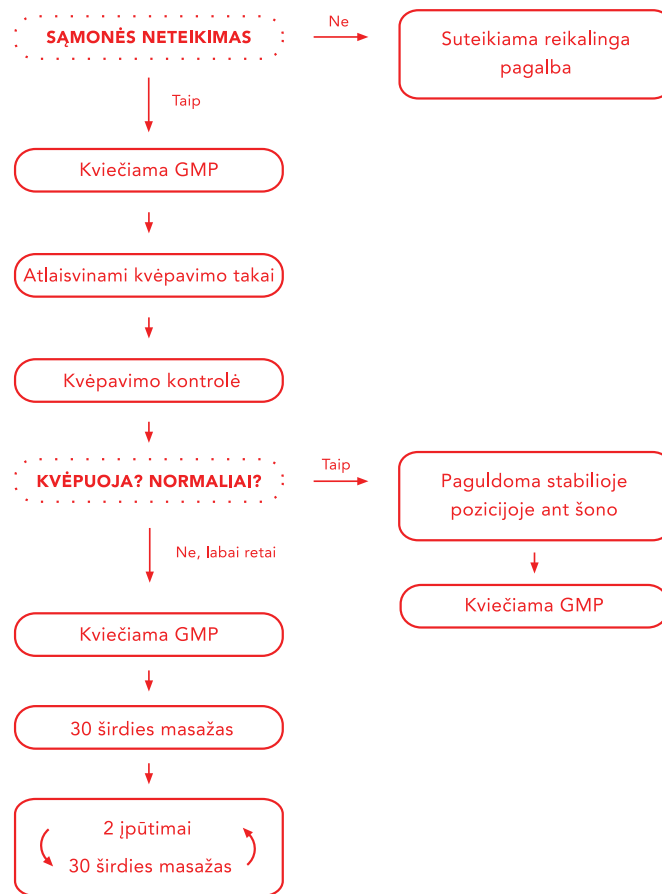 SĄMONĖS NETEIKIMAS
Ne
Suteikiama reikalinga
pagalba
Taip
Kviečiama GMP
Atlaisvinami kvėpavimo takai
Kvėpavimo kontrolė
KVĖPUOJA? NORMALIAI?
Taip
Paguldoma stabilioje
pozicijoje ant šono
Ne, labai retai
Kviečiama GMP
Kviečiama GMP
30 širdies masažas
2 įpūtimai
30 širdies masažas